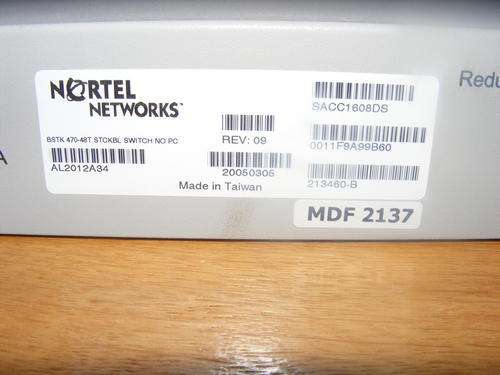 NORTEL
NETWORKS
BSTK 470-48T STCKBL SWITCH NO PC
AL2012A34
REV: 09
20050305
Made in Taiwan
SACC1608DS
0011F9A99B60
213460-B
MDF 2137
Redu
A